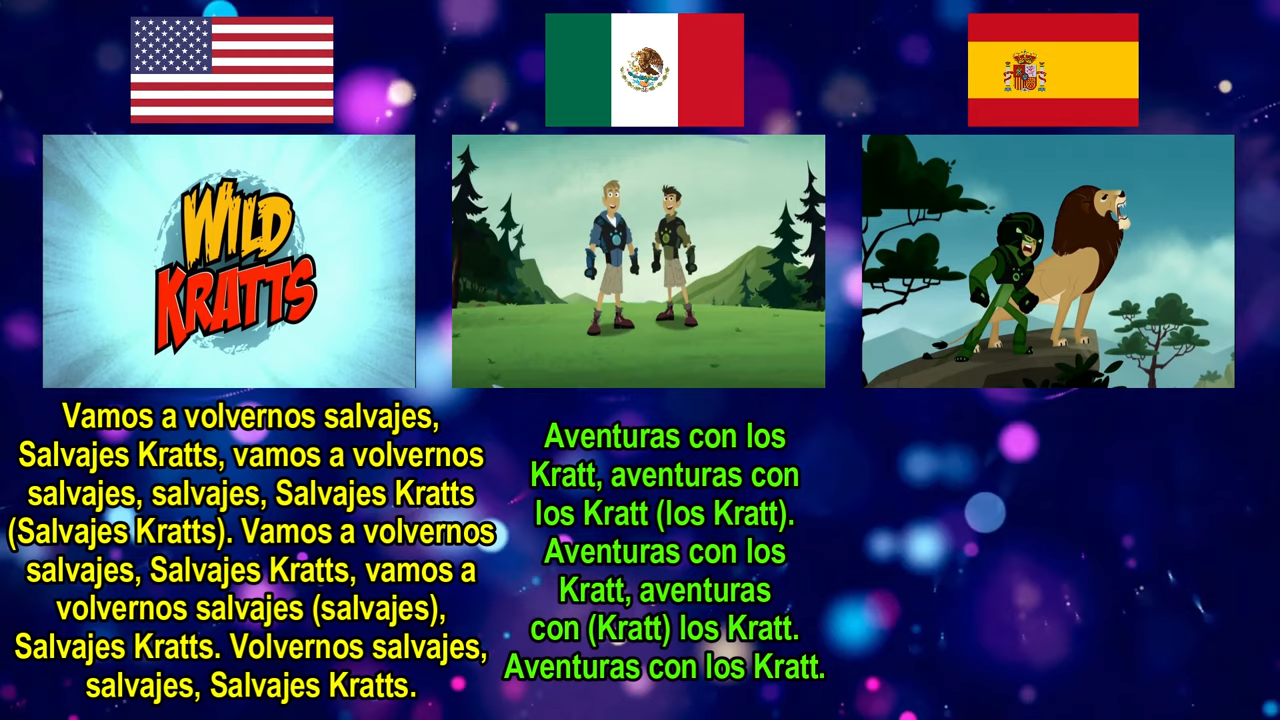 WILD
KRATTS
Vamos a volvernos salvajes,
Salvajes Kratts, vamos a volvernos
salvajes, salvajes, Salvajes Kratts
(Salvajes Kratts). Vamos a volvernos
salvajes, Salvajes Kratts, vamos a
volvernos salvajes (salvajes),
Salvajes Kratts. Volvernos salvajes,
salvajes, Salvajes Kratts.
Aventuras con los
Kratt, aventuras con
los Kratt (los Kratt).
Aventuras con los
Kratt, aventuras
con (Kratt) los Kratt.
Aventuras con los Kratt.